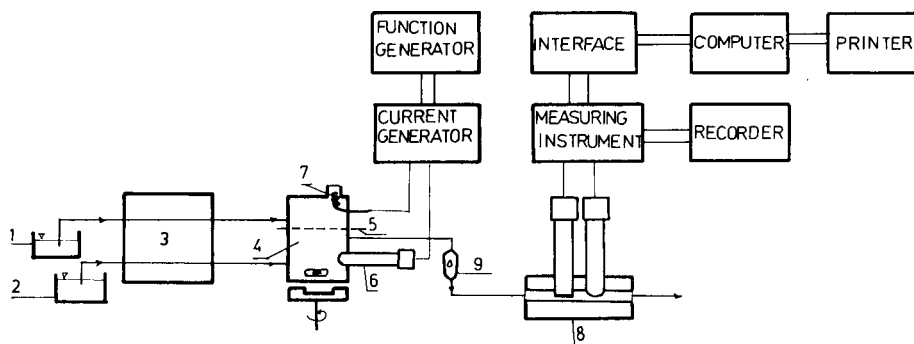 FUNCTION
GENERATOR
INTERFACE
COMPUTER
PRINTER
CURRENT
GENERATOR
MEASURING
INSTRUMENT
RECORDER
7
1
3
4
5
2
6
9
8